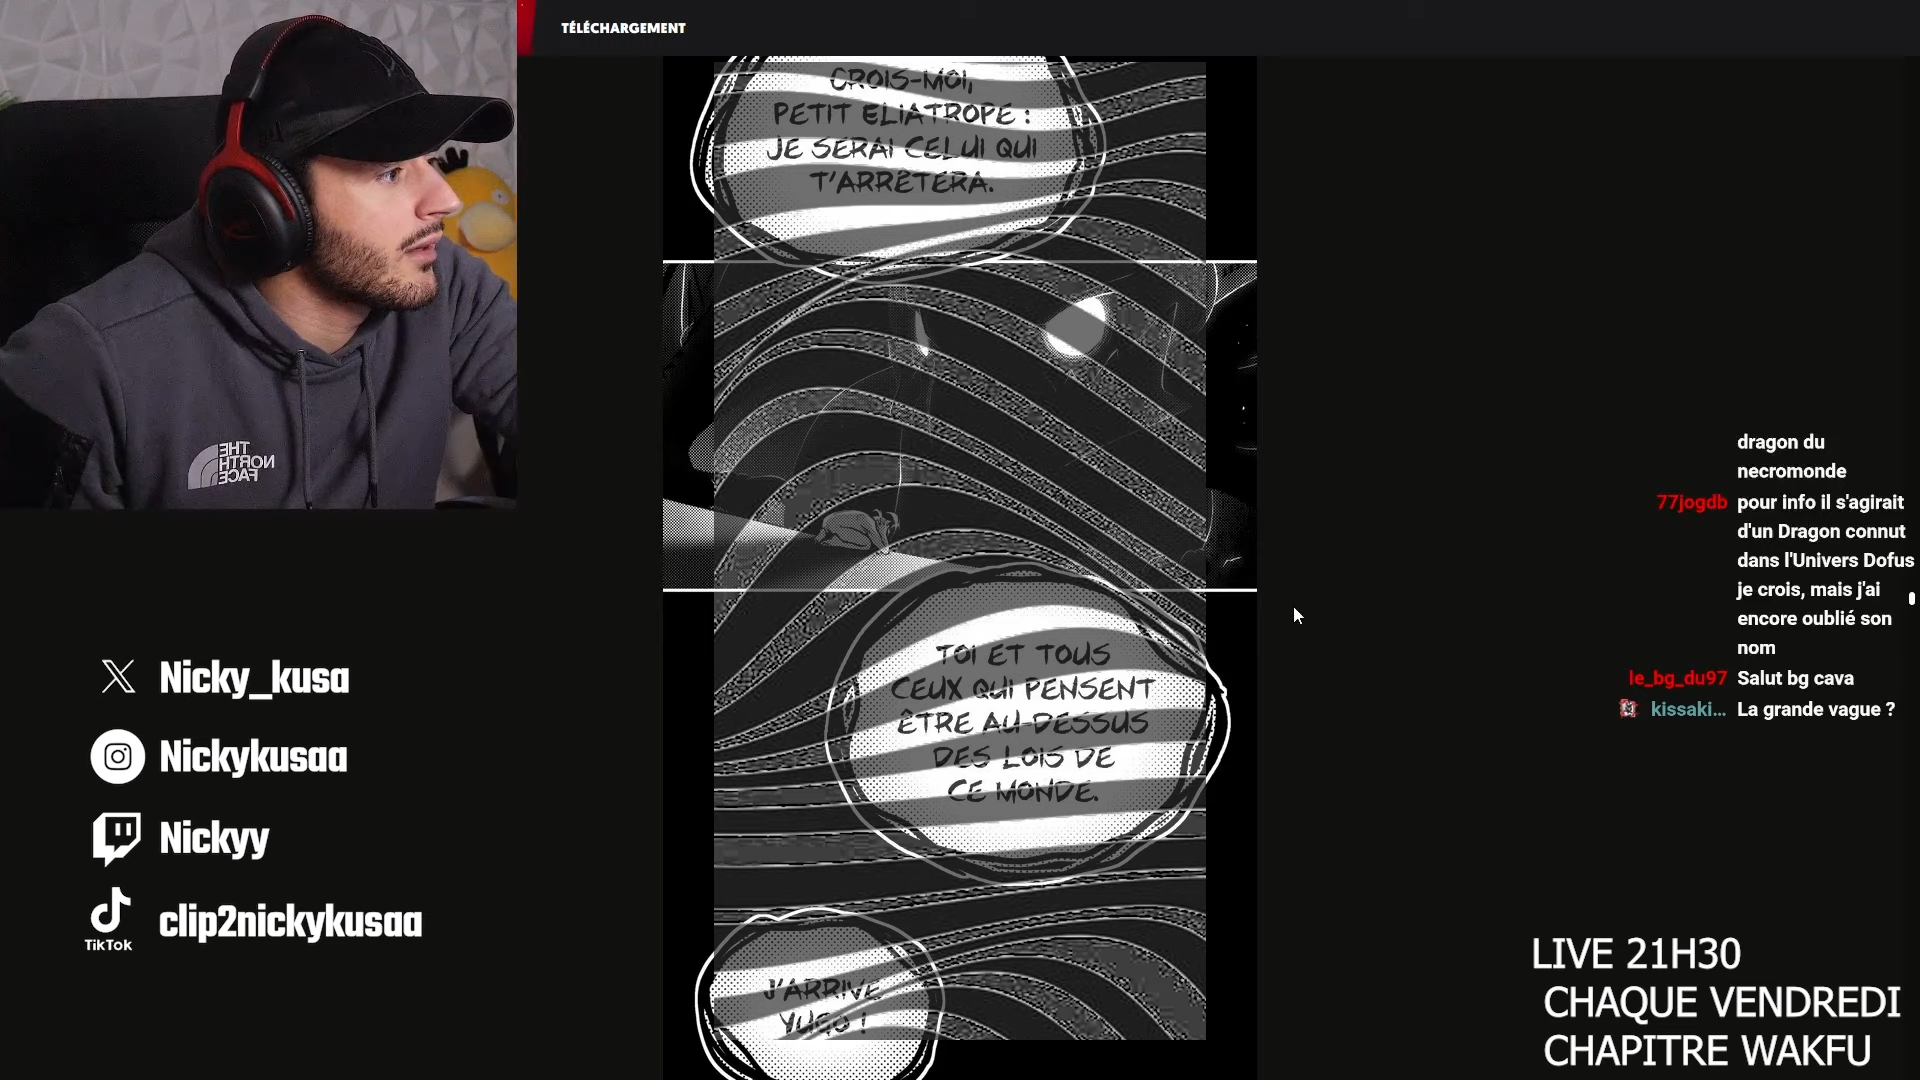 TÉLÉCHARGEMENT
CROIS-MOI,
PETIT ELIATROPE :
JE SERAI CELUI QUI
T'ARRÊTERA.
TOI ET TOUS
CEUX QUI PENSENT
ÊTRE AU-DESSUS
DES LOIS DE
CE MONDE.
J'ARRIVE
YUGO !
THE
NORTH
FACE
Nicky_kusa
Nickykusaa
Nickyy
TikTok
clip2nickykusaa
dragon du
necromonde
77jogdb pour info il s'agirait
d'un Dragon connut
dans l'Univers Dofus
je crois, mais j'ai
encore oublié son
nom
le_bg_du97 Salut bg cava
kissaki... La grande vague ?
LIVE 21H30
CHAQUE VENDREDI
CHAPITRE WAKFU